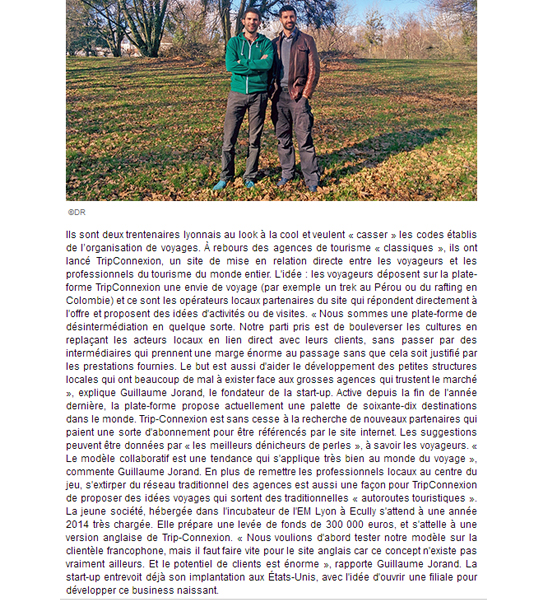 ©DR
Ils sont deux trentenaires lyonnais au look à la cool et veulent « casser » les codes établis
de l'organisation de voyages. À rebours des agences de tourisme « classiques », ils ont
lancé TripConnexion, un site de mise en relation directe entre les voyageurs et les
professionnels du tourisme du monde entier. L'idée : les voyageurs déposent sur la plate-
forme TripConnexion une envie de voyage (par exemple un trek au Pérou ou du rafting en
Colombie) et ce sont les opérateurs locaux partenaires du site qui répondent directement à
l'offre et proposent des idées d'activités ou de visites. « Nous sommes une plate-forme de
désintermédiation en quelque sorte. Notre parti pris est de bouleverser les cultures en
replaçant les acteurs locaux en lien direct avec leurs clients, sans passer par des
intermédiaires qui prennent une marge énorme au passage sans que cela soit justifié par
les prestations fournies. Le but est aussi d'aider le développement des petites structures
locales qui ont beaucoup de mal à exister face aux grosses agences qui trustent le marché
», explique Guillaume Jorand, le fondateur de la start-up. Active depuis la fin de l'année
dernière, la plate-forme propose actuellement une palette de soixante-dix destinations
dans le monde. Trip-Connexion est sans cesse à la recherche de nouveaux partenaires qui
paient une sorte d'abonnement pour être référencés par le site internet. Les suggestions
peuvent être données par « les meilleurs dénicheurs de perles », à savoir les voyageurs. «
Le modèle collaboratif est une tendance qui s'applique très bien au monde du voyage »,
commente Guillaume Jorand. En plus de remettre les professionnels locaux au centre du
jeu, s'extirper du réseau traditionnel des agences est aussi une façon pour TripConnexion
de proposer des idées voyages qui sortent des traditionnelles « autoroutes touristiques ».
La jeune société, hébergée dans l'incubateur de l'EM Lyon à Ecully s'attend à une année
2014 très chargée. Elle prépare une levée de fonds de 300 000 euros, et s'attelle à une
version anglaise de Trip-Connexion. « Nous voulions d'abord tester notre modèle sur la
clientèle francophone, mais il faut faire vite pour le site anglais car ce concept n'existe pas
vraiment ailleurs. Et le potentiel de clients est énorme », rapporte Guillaume Jorand. La
start-up entrevoit déjà son implantation aux États-Unis, avec l'idée d'ouvrir une filiale pour
développer ce business naissant.